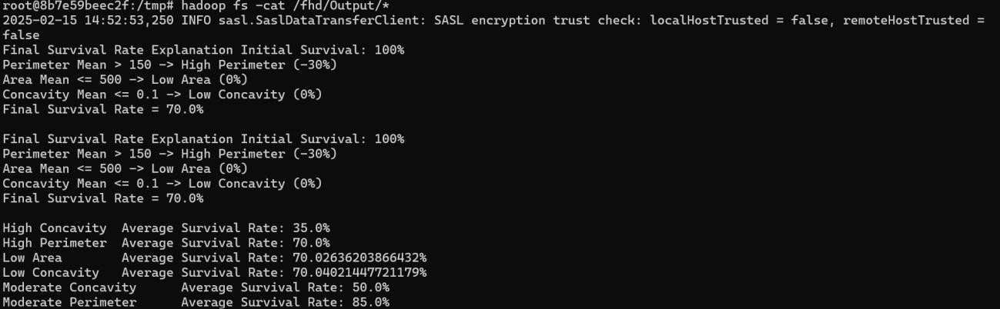 root@8b7e59beec2f:/tmp# hadoop fs -cat /fhd/Output/*
2025-02-15 14:52:53,250 INFO sasl.SaslDataTransferClient: SASL encryption trust check: localHostTrusted = false, remoteHostTrusted =
false
Final Survival Rate Explanation Initial Survival: 100%
Perimeter Mean > 150 -> High Perimeter (-30%)
Area Mean <= 500 -> Low Area (0%)
Concavity Mean <= 0.1 -> Low Concavity (0%)
Final Survival Rate = 70.0%

Final Survival Rate Explanation Initial Survival: 100%
Perimeter Mean > 150 -> High Perimeter (-30%)
Area Mean <= 500 -> Low Area (0%)
Concavity Mean <= 0.1 -> Low Concavity (0%)
Final Survival Rate = 70.0%

High Concavity  Average Survival Rate: 35.0%
High Perimeter  Average Survival Rate: 70.0%
Low Area        Average Survival Rate: 70.02636203866432%
Low Concavity   Average Survival Rate: 70.04021447721179%
Moderate Concavity      Average Survival Rate: 50.0%
Moderate Perimeter      Average Survival Rate: 85.0%